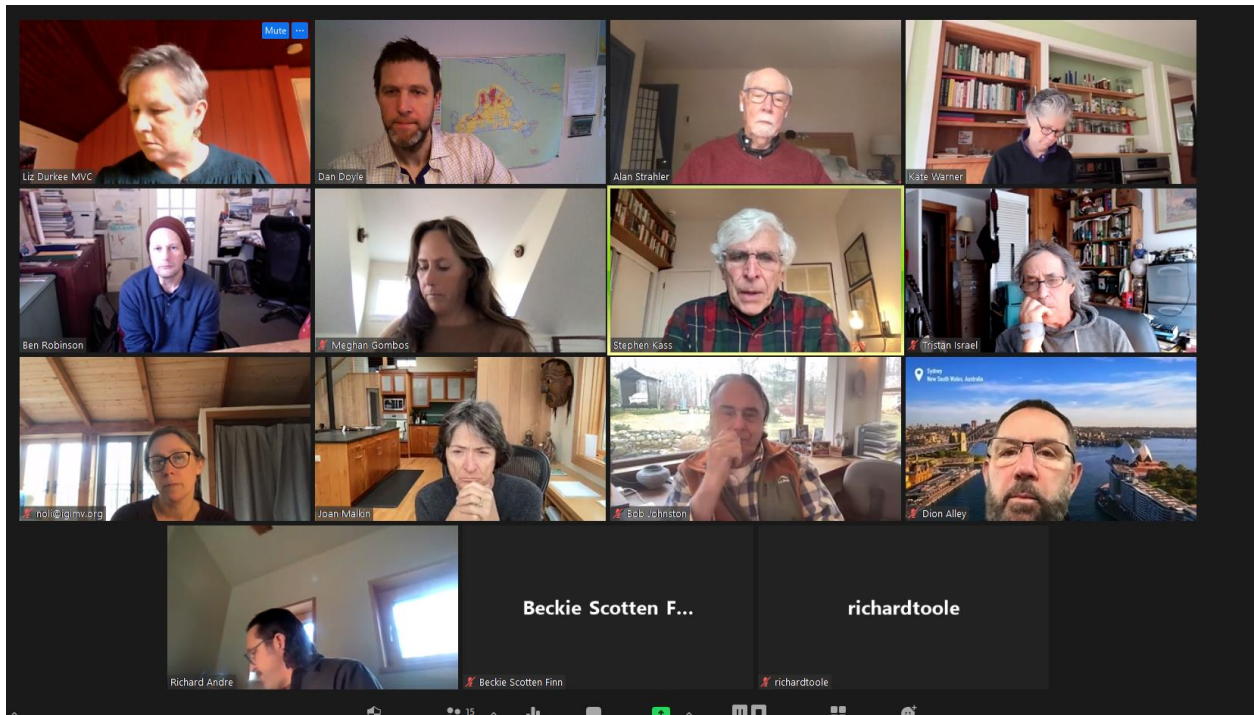 Mute ...
Liz Durkee MVC
Dan Doyle
Alan Strahler
Kate Warner
Ben Robinson
Meghan Gombos
Stephen Kass
Tristan Israel
Sydney
New South Wales, Australia
noli@igimv.org
Joan Malkin
Bob Johnston
Dion Alley
Beckie Scotten F...
richardtoole
Richard Andre
Beckie Scotten Finn
richardtoole
15